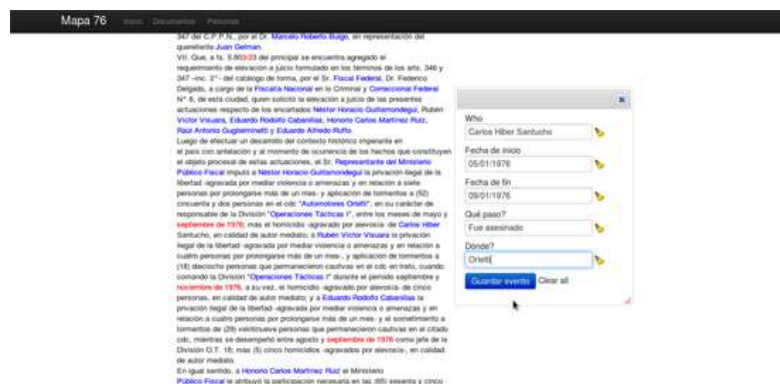 Mapa 76 Inicio Documentos Personas
347 del C.P.P.N., por el Dr. Marcelo Roberto Buigo, en representación del
querellante Juan Gelman.
VII. Que, a fs. 5.803/23 del principal se encuentra agregado el
requerimiento de elevación a juicio formulado en los términos de los arts. 346 y
347 -inc. 2°- del catálogo de forma, por el Sr. Fiscal Federal, Dr. Federico
Delgado, a cargo de la Fiscalía Nacional en lo Criminal y Correccional Federal
N° 6, de esta ciudad, quien solicitó la elevación a juicio de las presentes
actuaciones respecto de los encartados Néstor Horacio Guillamondegui, Rubén
Víctor Visuara, Eduardo Rodolfo Cabanillas, Honorio Carlos Martínez Ruiz,
Raúl Antonio Guglielminetti y Eduardo Alfredo Ruffo.
Luego de efectuar un desarrollo del contexto histórico imperante en
el país con antelación y al momento de ocurrencia de los hechos que constituyen
el objeto procesal de estas actuaciones, el Sr. Representante del Ministerio
Público Fiscal imputó a Néstor Horacio Guillamondegui la privación ilegal de la
libertad -agravada por mediar violencia o amenazas y en relación a siete
personas por prolongarse más de un mes- y aplicación de tormentos a (52)
cincuenta y dos personas en el cdc "Automotores Orletti", en su carácter de
responsable de la División "Operaciones Tácticas I", entre los meses de mayo y
septiembre de 1976; más el homicidio -agravado por alevosía- de Carlos Hiber
Santucho, en calidad de autor mediato; a Rubén Víctor Visuara la privación
ilegal de la libertad -agravada por mediar violencia o amenazas y en relación a
cuatro personas por prolongarse más de un mes-, y aplicación de tormentos a
(18) dieciocho personas que permanecieron cautivas en el cdc en trato, cuando
comandó la División "Operaciones Tácticas I" durante el período septiembre y
noviembre de 1976, a su vez, el homicidio -agravado por alevosía- de cinco
personas, en calidad de autor mediato; y a Eduardo Rodolfo Cabanillas la
privación ilegal de la libertad -agravada por mediar violencia o amenazas y en
relación a cuatro personas por prolongarse más de un mes- y el sometimiento a
tormentos de (29) veintinueve personas que permanecieron cautivas en el citado
cdc, mientras se desempeñó entre agosto y septiembre de 1976 como jefe de la
División O.T. 18; más (5) cinco homicidios -agravados por alevosía-, en calidad
de autor mediato.
En igual sentido, a Honorio Carlos Martínez Ruiz el Ministerio
Público Fiscal le atribuyó la participación necesaria en las (65) sesenta y cinco
Who
Carlos Hiber Santucho
Fecha de inicio
05/01/1976
Fecha de fin
09/01/1976
Qué paso?
Fue asesinado
Dónde?
Orletti
Guardar evento Clear all